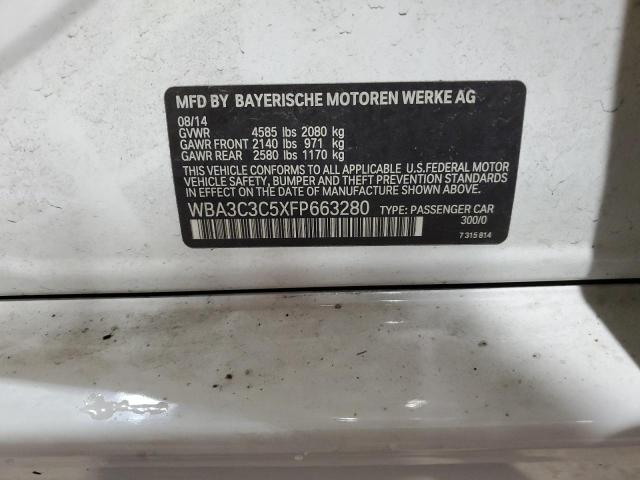 MFD BY BAYERISCHE MOTOREN WERKE AG
08/14
GVWR 4585 lbs 2080 kg
GAWR FRONT 2140 lbs 971 kg
GAWR REAR 2580 lbs 1170 kg
THIS VEHICLE CONFORMS TO ALL APPLICABLE U.S.FEDERAL MOTOR
VEHICLE SAFETY, BUMPER AND THEFT PREVENTION STANDARDS
IN EFFECT ON THE DATE OF MANUFACTURE SHOWN ABOVE.
WBA3C3C5XFP663280 TYPE: PASSENGER CAR
300/0
7 315 814